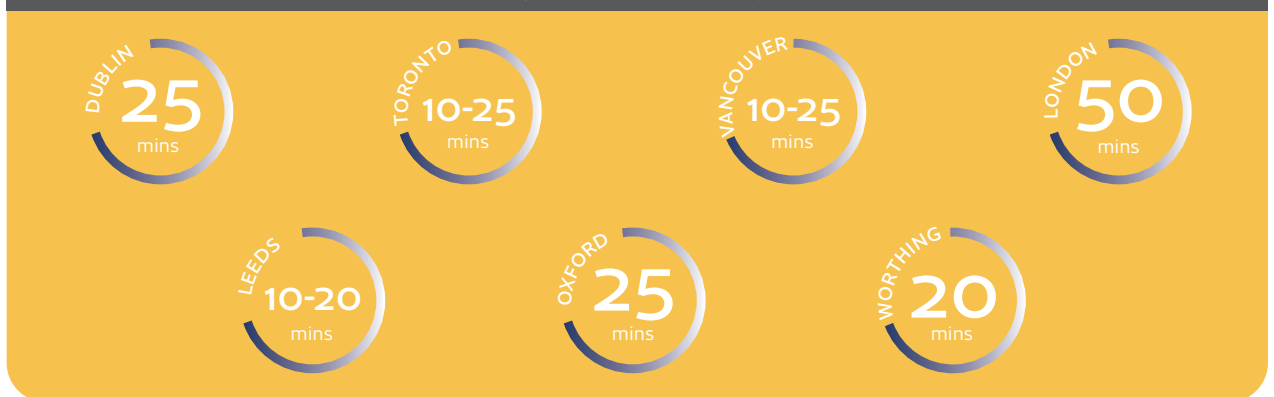 DUBLIN
25
mins
TORONTO
10-25
mins
VANCOUVER
10-25
mins
LONDON
50
mins
LEEDS
10-20
mins
OXFORD
25
mins
WORTHING
20
mins